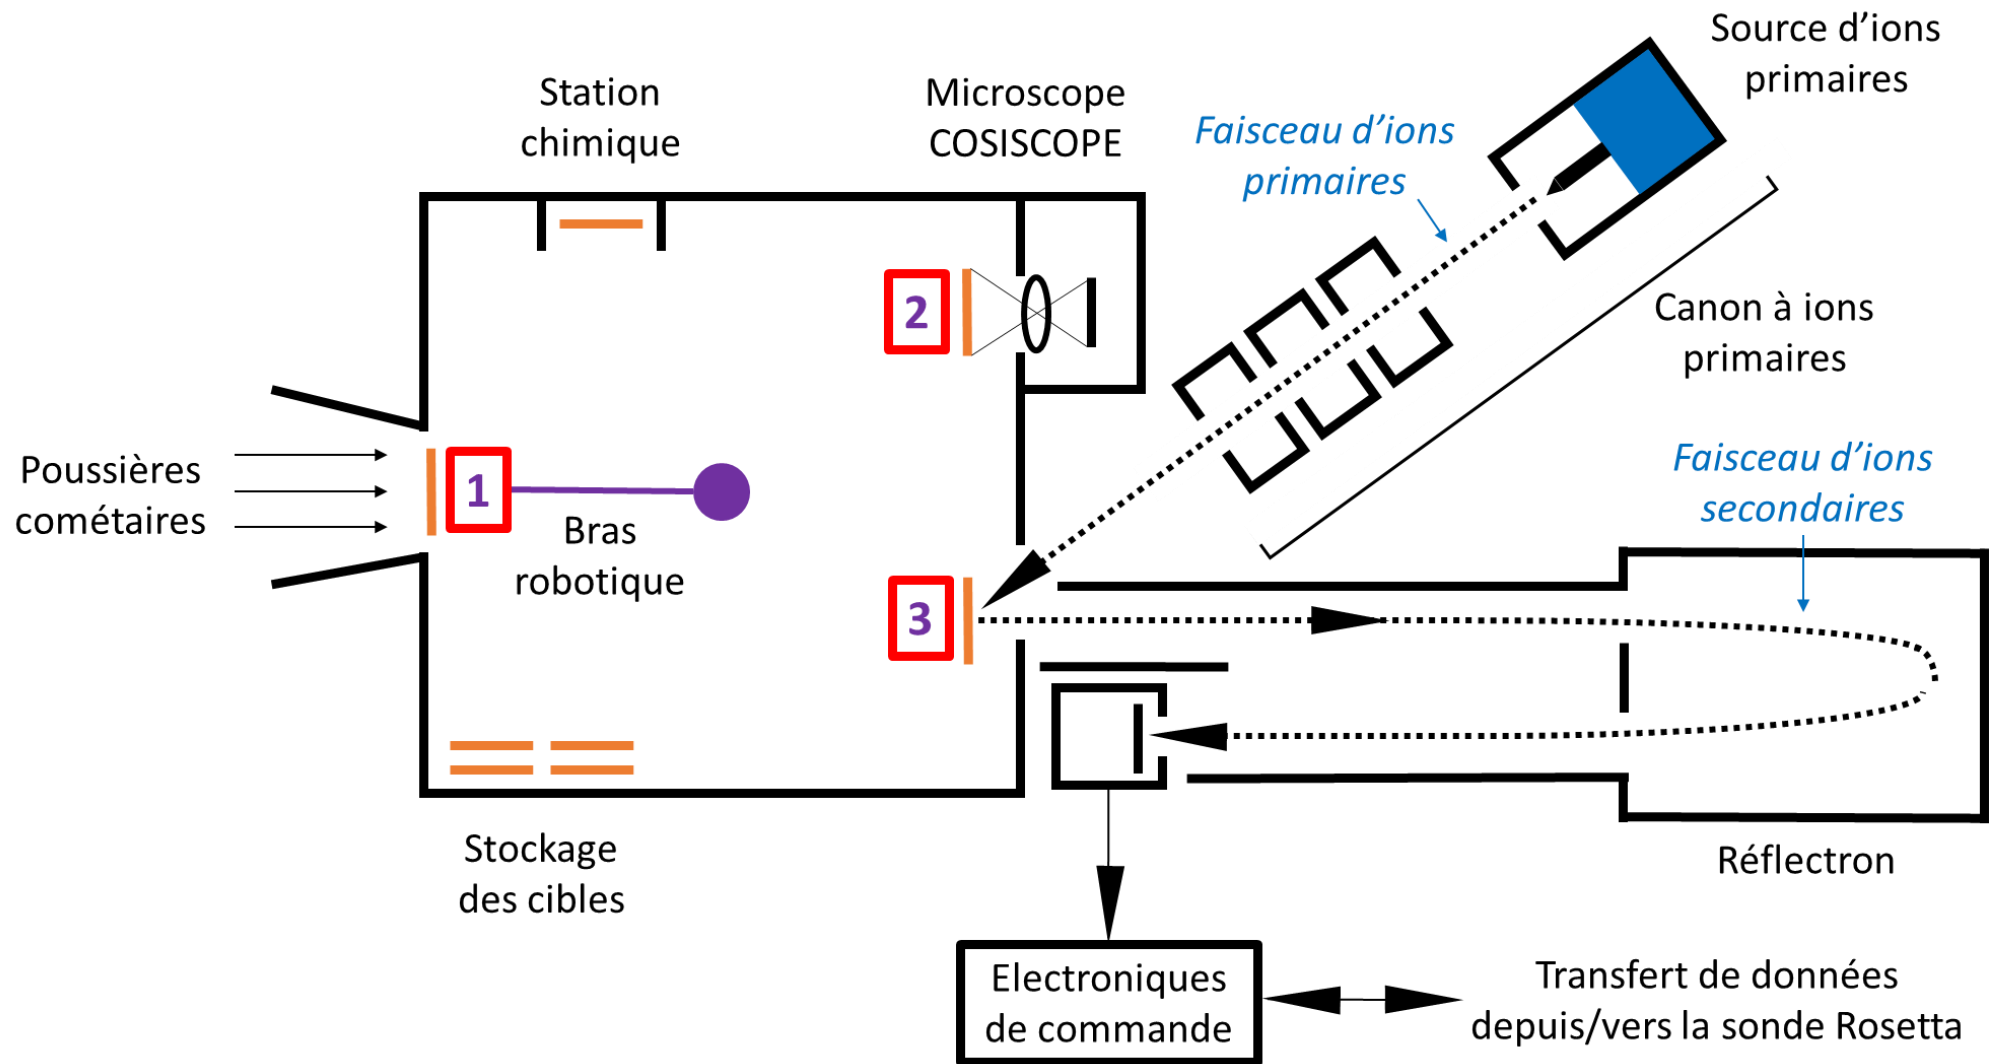 Source d’ions
primaires
Station
chimique
Microscope
COSISCOPE
Faisceau d’ions
primaires
2
Canon à ions
primaires
Poussières
cométaires
1
Bras
robotique
Faisceau d’ions
secondaires
3
Stockage
des cibles
Réflectron
Electroniques
de commande
Transfert de données
depuis/vers la sonde Rosetta